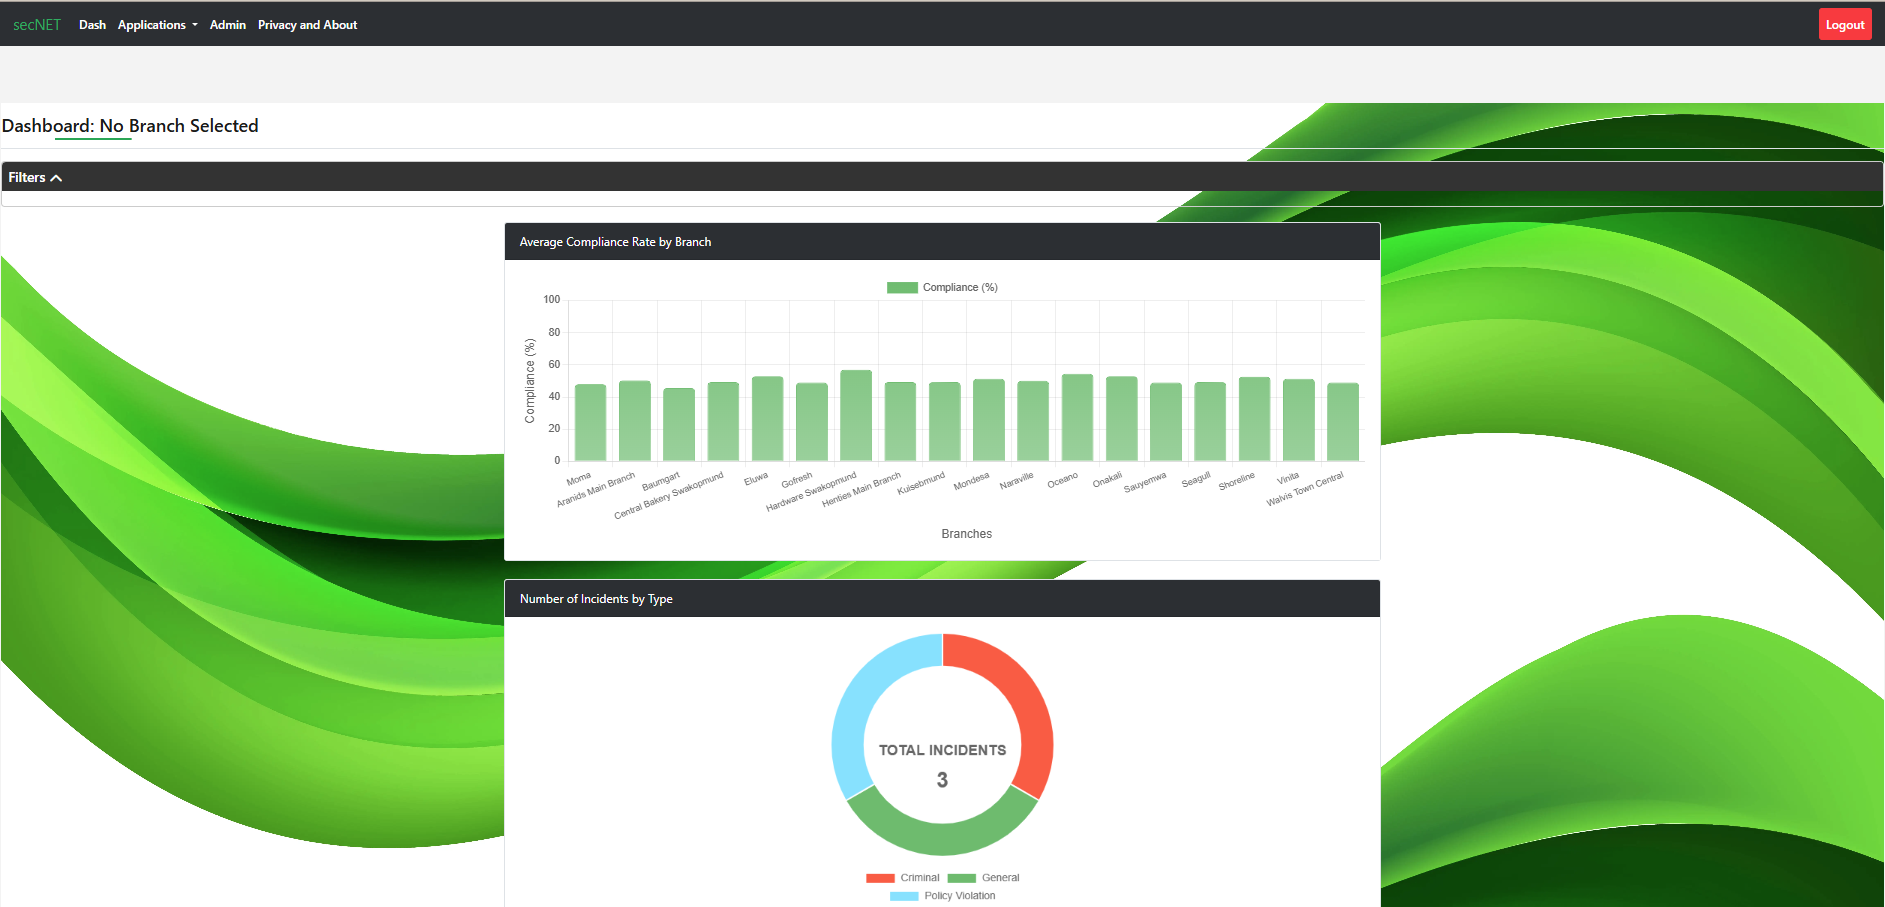 secNET Dash Applications Admin Privacy and About Logout
Dashboard: No Branch Selected
Filters
Average Compliance Rate by Branch
Compliance (%)
Compliance (%)
100
80
60
40
20
0
Moma
Aranids Main Branch
Baumgart
Central Bakery Swakopmund
Eluwa
Gofresh
Hardware Swakopmund
Henties Main Branch
Kuisebmund
Mondesa
Naraville
Oceano
Onakali
Sauyemwa
Seagull
Shoreline
Vinita
Walvis Town Central
Branches
Number of Incidents by Type
TOTAL INCIDENTS
3
Criminal General
Policy Violation